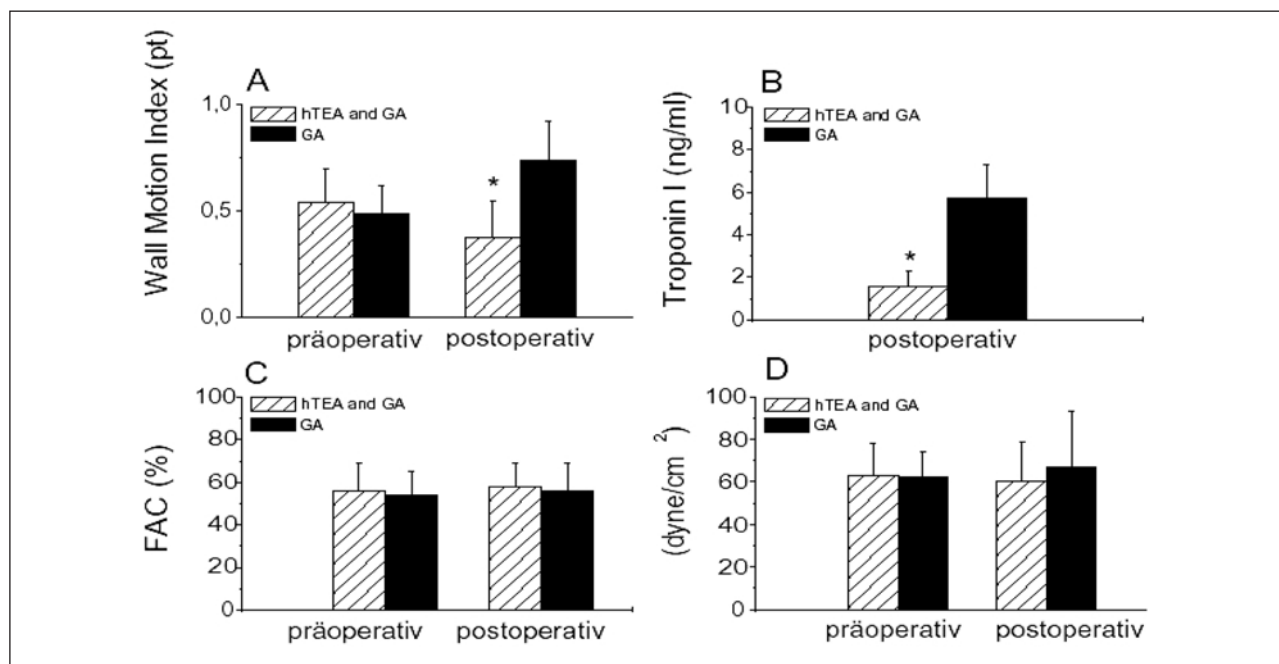 A
Wall Motion Index (pt)
1,0
0,5
0,0
hTEA and GA
GA
*
präoperativ postoperativ
B
Troponin I (ng/ml)
10
8
6
4
2
0
hTEA and GA
GA
*
postoperativ
C
FAC (%)
100
80
60
40
20
0
hTEA and GA
GA
präoperativ postoperativ
D
(dyne/cm ²)
100
80
60
40
20
0
hTEA and GA
GA
präoperativ postoperativ